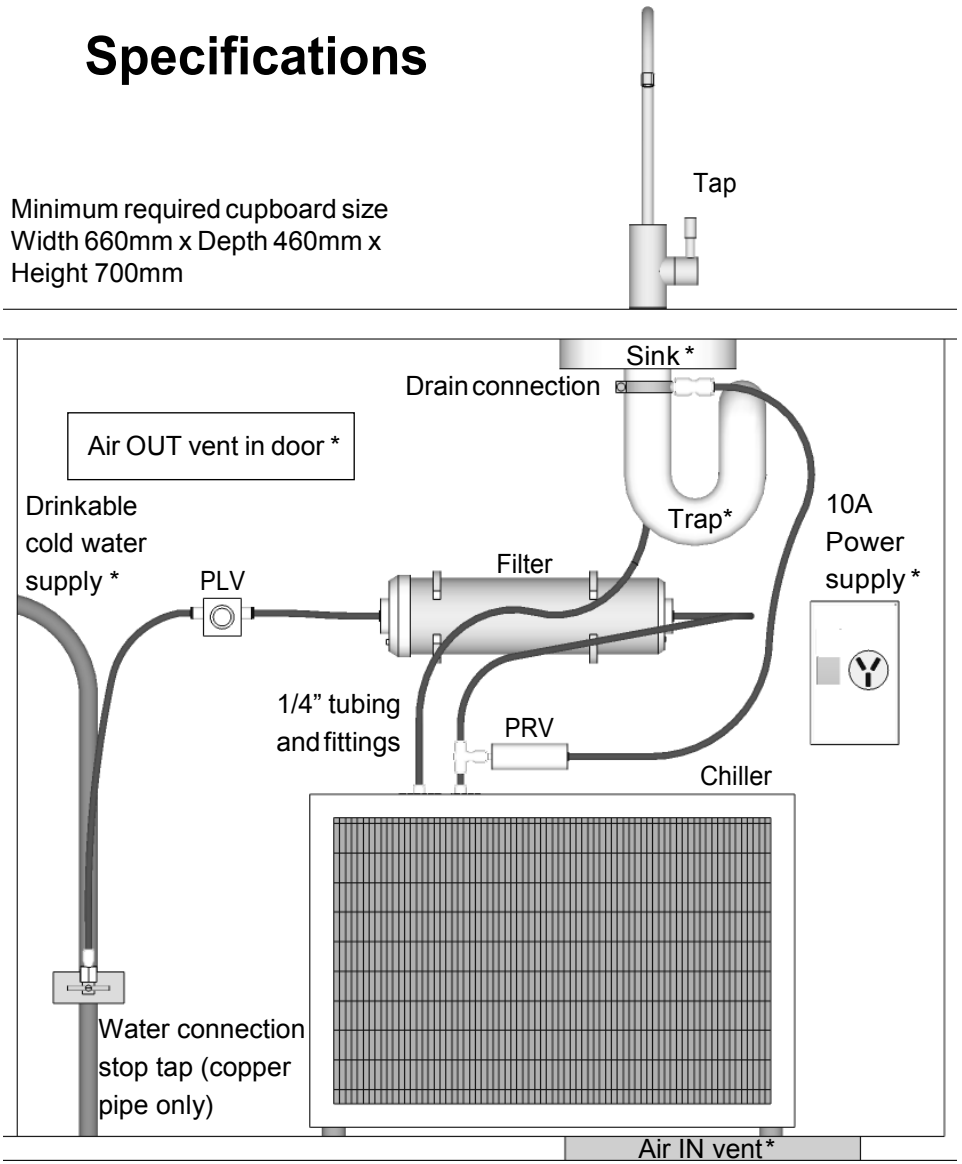 Specifications
Minimum required cupboard size
Width 660mm x Depth 460mm x
Height 700mm
Tap
Sink *
Drain connection
Air OUT vent in door *
Drinkable
cold water
supply *
PLV
Filter
Trap*
10A
Power
supply *
1/4” tubing
and fittings
PRV
Chiller
Water connection
stop tap (copper
pipe only)
Air IN vent *